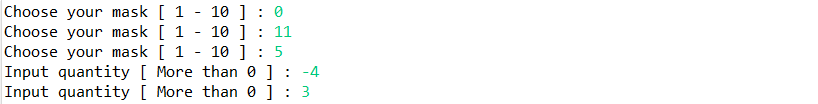 Choose your mask [ 1 - 10 ] : 0
Choose your mask [ 1 - 10 ] : 11
Choose your mask [ 1 - 10 ] : 5
Input quantity [ More than 0 ] : -4
Input quantity [ More than 0 ] : 3